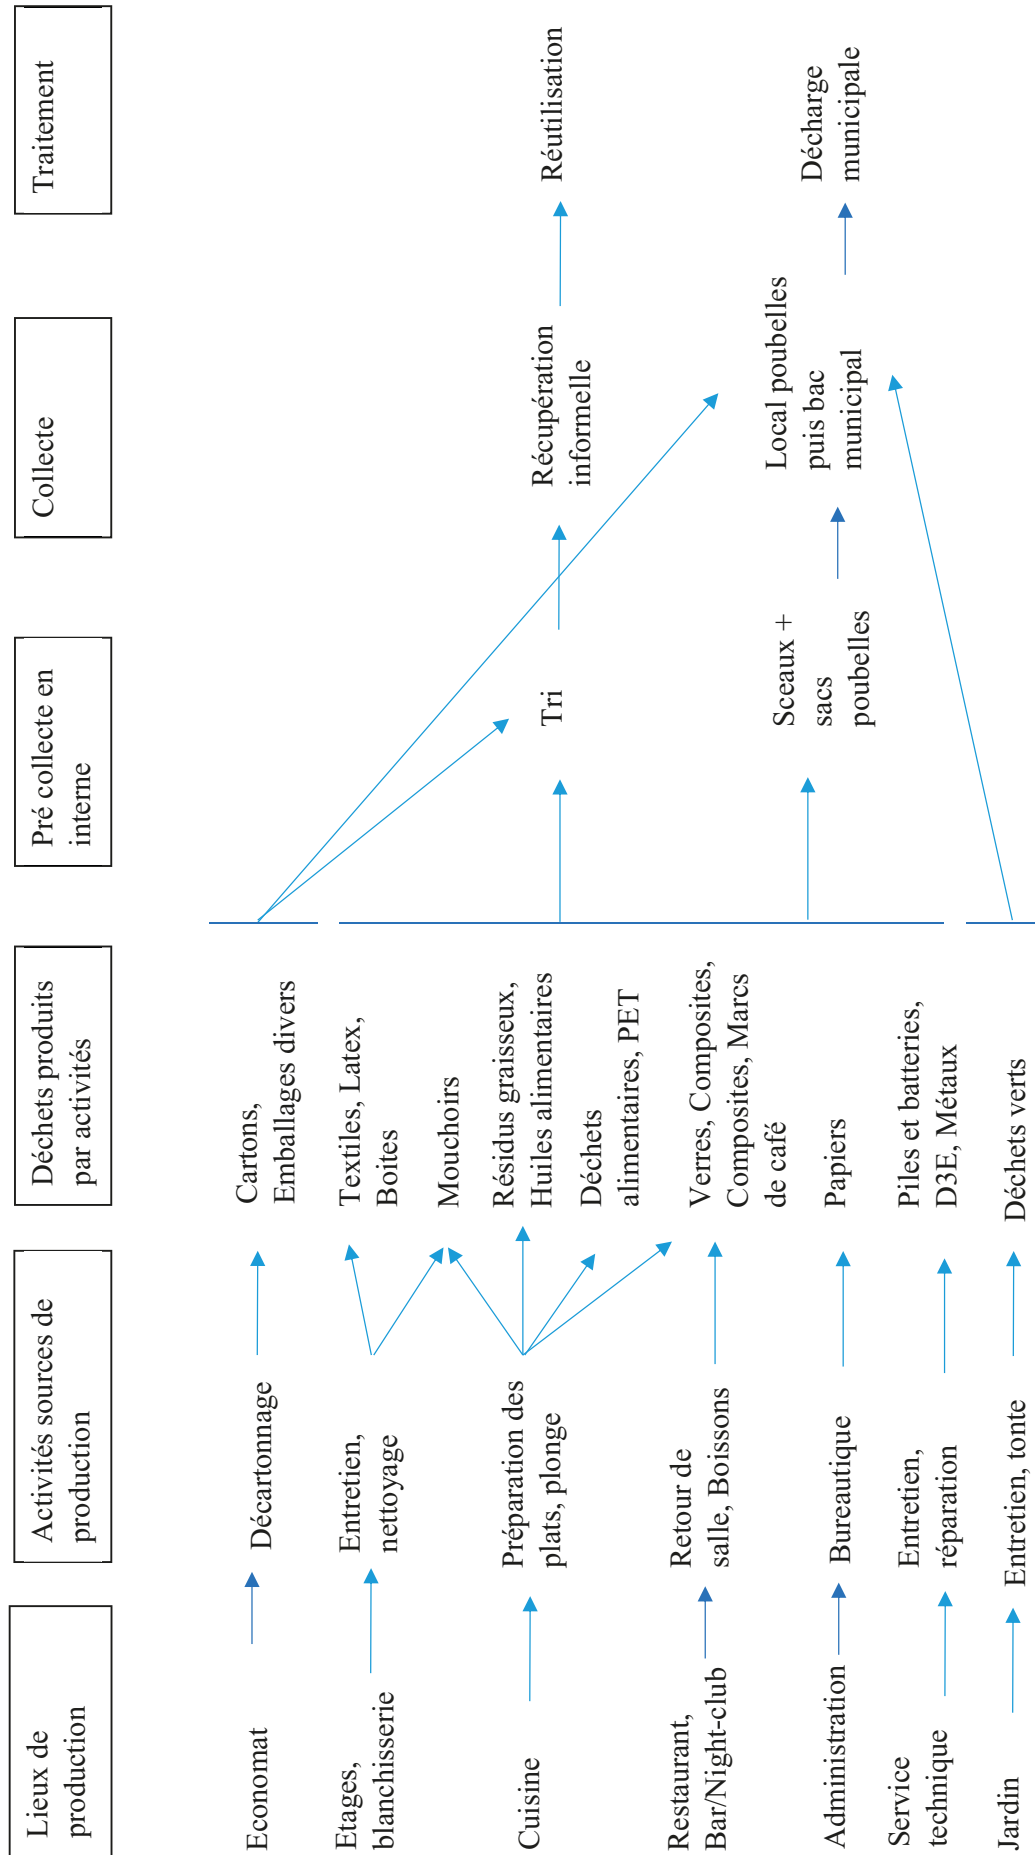 Lieux de
production
Activités sources de
production
Déchets produits
par activités
Pré collecte en
interne
Collecte
Traitement
Economat
Décartonnage
Cartons,
Emballages divers
Etages,
blanchisserie
Entretien,
nettoyage
Textiles, Latex,
Boites
Mouchoirs
Cuisine
Préparation des
plats, plonge
Résidus graisseux,
Huiles alimentaires
Déchets
alimentaires, PET
Tri
Récupération
informelle
Réutilisation
Restaurant,
Bar/Night-club
Retour de
salle, Boissons
Verres, Composites,
Composites, Marcs
de café
Administration
Bureautique
Papiers
Sceaux +
sacs
poubelles
Local poubelles
puis bac
municipal
Décharge
municipale
Service
technique
Entretien,
réparation
Piles et batteries,
D3E, Métaux
Jardin
Entretien, tonte
Déchets verts